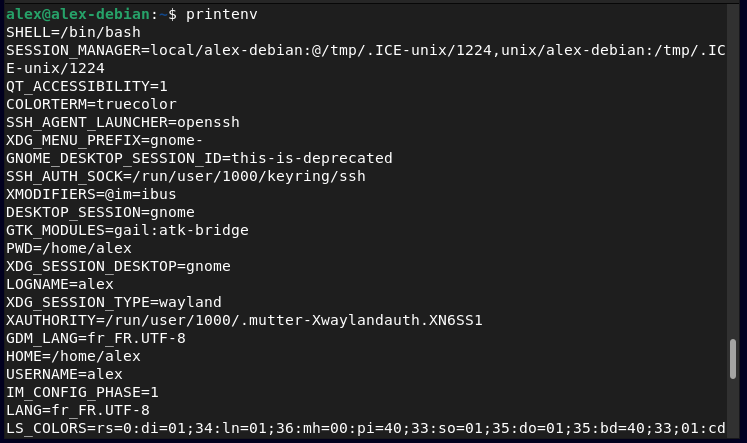 alex@alex-debian:~$ printenv
SHELL=/bin/bash
SESSION_MANAGER=local/alex-debian:@/tmp/.ICE-unix/1224,unix/alex-debian:/tmp/.IC
E-unix/1224
QT_ACCESSIBILITY=1
COLORTERM=truecolor
SSH_AGENT_LAUNCHER=openssh
XDG_MENU_PREFIX=gnome-
GNOME_DESKTOP_SESSION_ID=this-is-deprecated
SSH_AUTH_SOCK=/run/user/1000/keyring/ssh
XMODIFIERS=@im=ibus
DESKTOP_SESSION=gnome
GTK_MODULES=gail:atk-bridge
PWD=/home/alex
XDG_SESSION_DESKTOP=gnome
LOGNAME=alex
XDG_SESSION_TYPE=wayland
XAUTHORITY=/run/user/1000/.mutter-Xwaylandauth.XN6SS1
GDM_LANG=fr_FR.UTF-8
HOME=/home/alex
USERNAME=alex
IM_CONFIG_PHASE=1
LANG=fr_FR.UTF-8
LS_COLORS=rs=0:di=01;34:ln=01;36:mh=00:pi=40;33:so=01;35:do=01;35:bd=40;33;01:cd